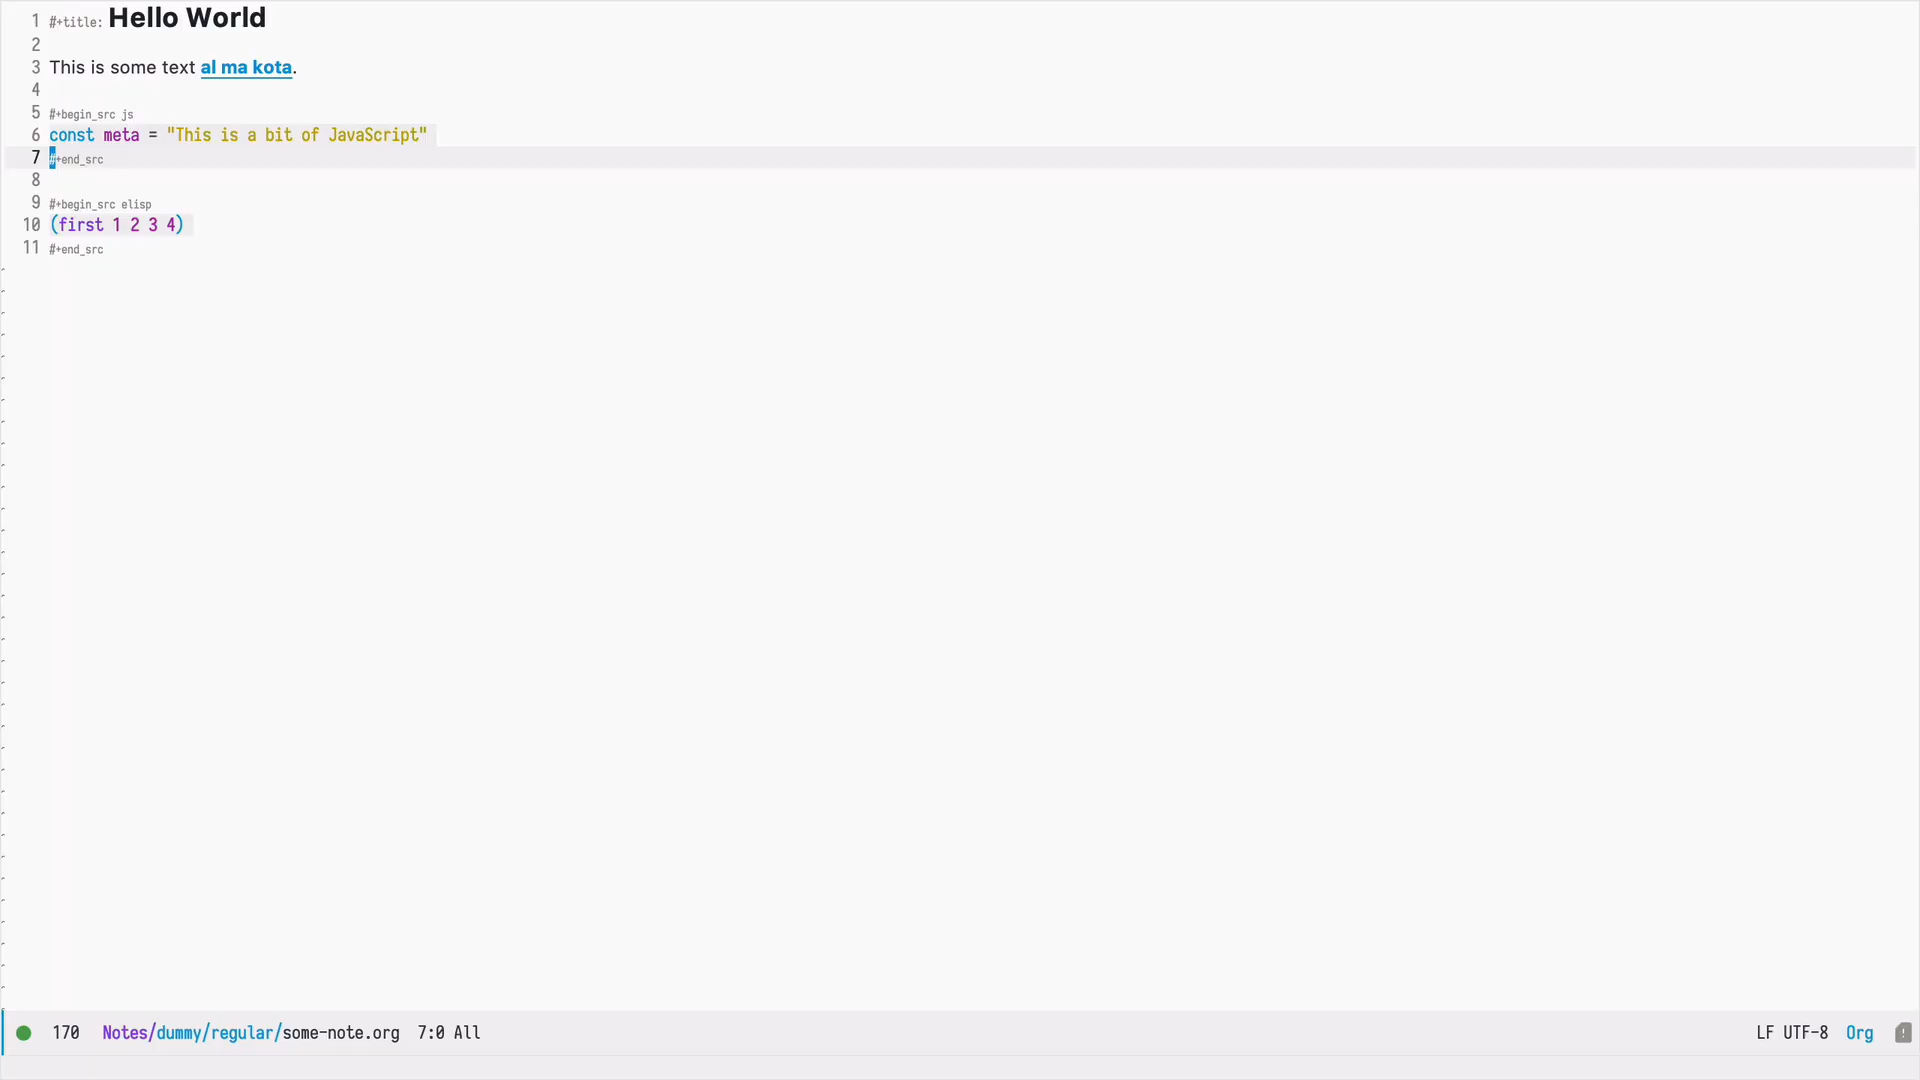 1 #+title: Hello World
2
3 This is some text al ma kota.
4
5 #+begin_src js
6 const meta = "This is a bit of JavaScript"
7 #+end_src
8
9 #+begin_src elisp
10 (first 1 2 3 4)
11 #+end_src
170 Notes/dummy/regular/some-note.org 7:0 All LF UTF-8 Org